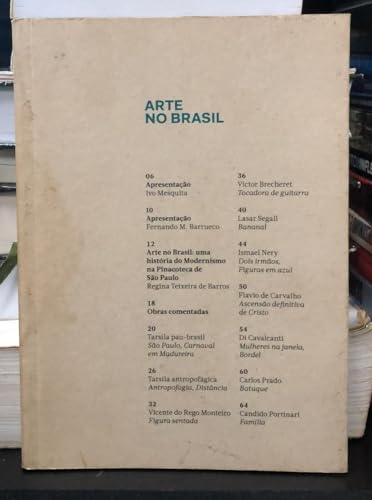 ARTE
NO BRASIL
06
Apresentação
Ivo Mesquita
10
Apresentação
Fernando M. Barrueco
12
Arte no Brasil: uma
história do Modernismo
na Pinacoteca de
São Paulo
Regina Teixeira de Barros
18
Obras comentadas
20
Tarsila pau-brasil
São Paulo, Carnaval
em Madureira
26
Tarsila antropofágica
Antropofagia, Distância
32
Vicente do Rego Monteiro
Figura sentada
36
Victor Brecheret
Tocadora de guitarra
40
Lasar Segall
Bananal
44
Ismael Nery
Dois irmãos,
Figuras em azul
50
Flavio de Carvalho
Ascensão definitiva
de Cristo
54
Di Cavalcanti
Mulheres na janela,
Bordel
60
Carlos Prado
Batuque
64
Candido Portinari
Família